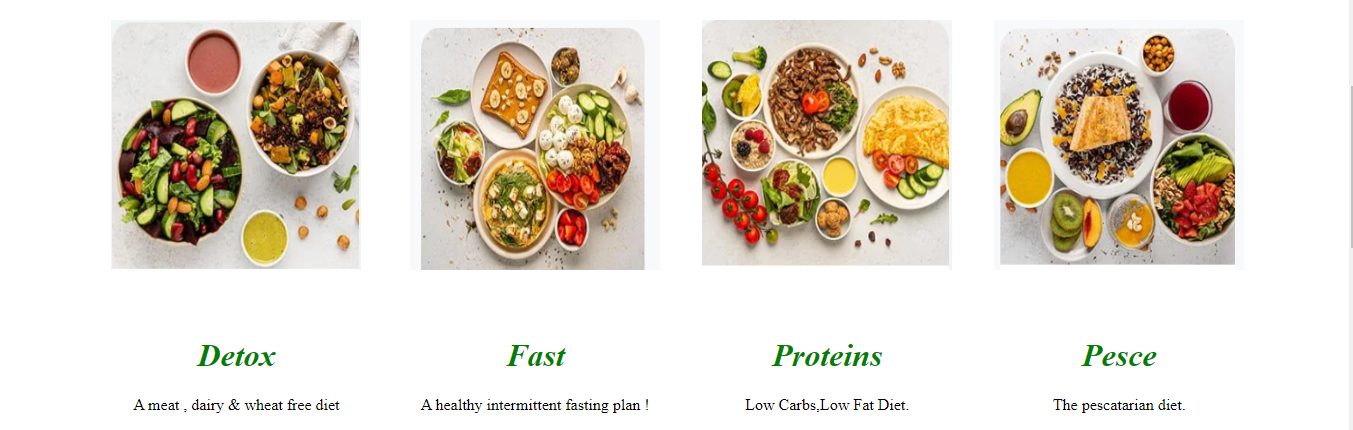 Detox
Fast
Proteins
Pesce
A meat , dairy & wheat free diet
A healthy intermittent fasting plan !
Low Carbs,Low Fat Diet.
The pescatarian diet.